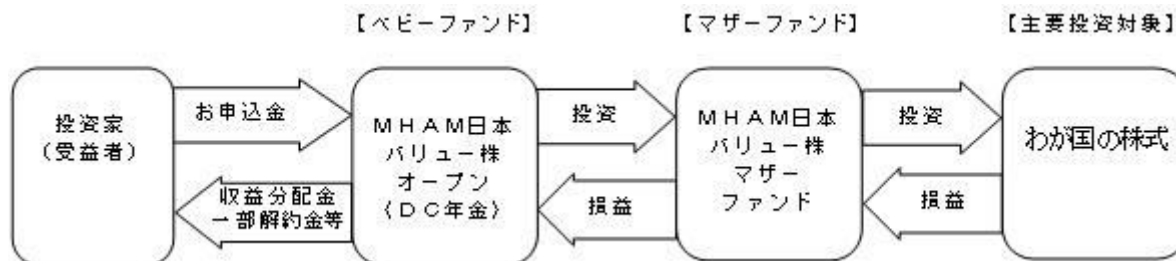 【ベビーファンド】
【マザーファンド】
【主要投資対象】
投資家
（受益者）
お申込金
収益分配金
一部解約金等
ＭＨＡＭ日本
バリュー株
オープン
（ＤＣ年金）
投資
損益
ＭＨＡＭ日本
バリュー株
マザー
ファンド
投資
損益
わが国の株式